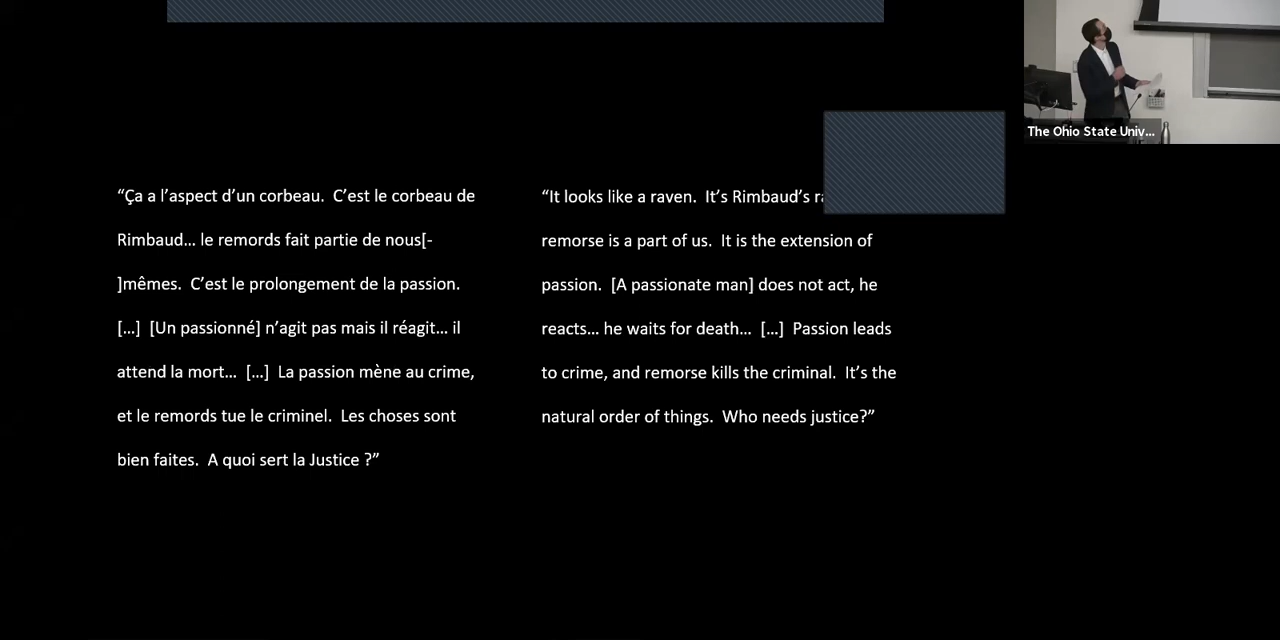 “Ça a l’aspect d’un corbeau.  C’est le corbeau de
Rimbaud… le remords fait partie de nous[-
]mêmes.  C’est le prolongement de la passion.
[…]  [Un passionné] n’agit pas mais il réagit… il
attend la mort…  […]  La passion mène au crime,
et le remords tue le criminel.  Les choses sont
bien faites.  A quoi sert la Justice ?”
“It looks like a raven.  It’s Rimbaud’s
remorse is a part of us.  It is the extension of
passion.  [A passionate man] does not act, he
reacts… he waits for death…  […]  Passion leads
to crime, and remorse kills the criminal.  It’s the
natural order of things.  Who needs justice?”
The Ohio State Univ...